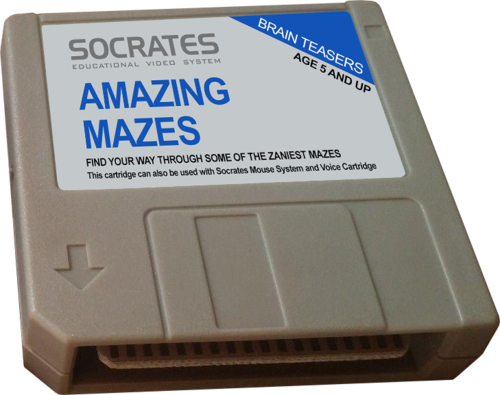 SOCRATES
EDUCATIONAL VIDEO SYSTEM
BRAIN TEASERS
AGE 5 AND UP
AMAZING
MAZES
FIND YOUR WAY THROUGH SOME OF THE ZANIEST MAZES
This cartridge can also be used with Socrates Mouse System and Voice Cartridge